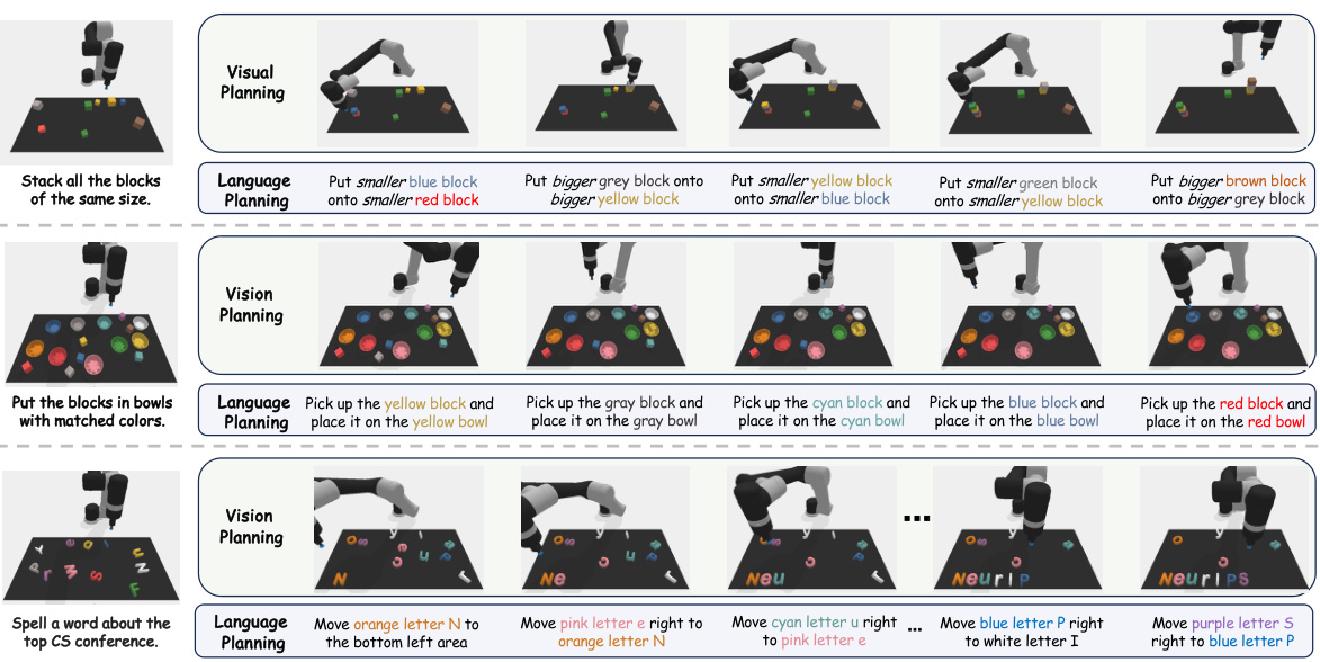 Visual
Planning
Stack all the blocks
of the same size.
Language
Planning
Put smaller blue block
onto smaller red block
Put bigger grey block onto
bigger yellow block
Put smaller yellow block
onto smaller blue block
Put smaller green block
onto smaller yellow block
Put bigger brown block
onto bigger grey block
Vision
Planning
Put the blocks in bowls
with matched colors.
Language
Planning
Pick up the yellow block and
place it on the yellow bowl
Pick up the gray block and
place it on the gray bowl
Pick up the cyan block and
place it on the cyan bowl
Pick up the blue block and
place it on the blue bowl
Pick up the red block and
place it on the red bowl
Vision
Planning
...
N
Ne
Neu
NeurIP
NeurIPS
Spell a word about the
top CS conference.
Language
Planning
Move orange letter N to
the bottom left area
Move pink letter e right to
orange letter N
Move cyan letter u right
to pink letter e
...
Move blue letter P right
to white letter I
Move purple letter S
right to blue letter P